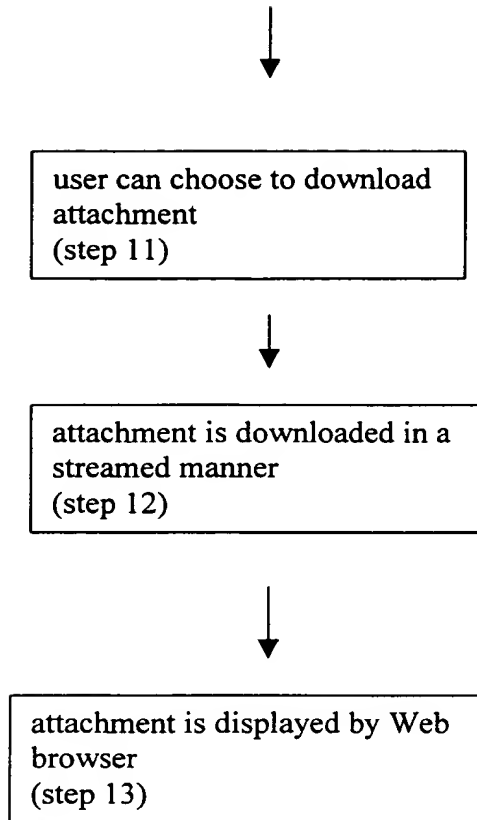 user can choose to download
attachment
(step 11)
attachment is downloaded in a
streamed manner
(step 12)
attachment is displayed by Web
browser
(step 13)